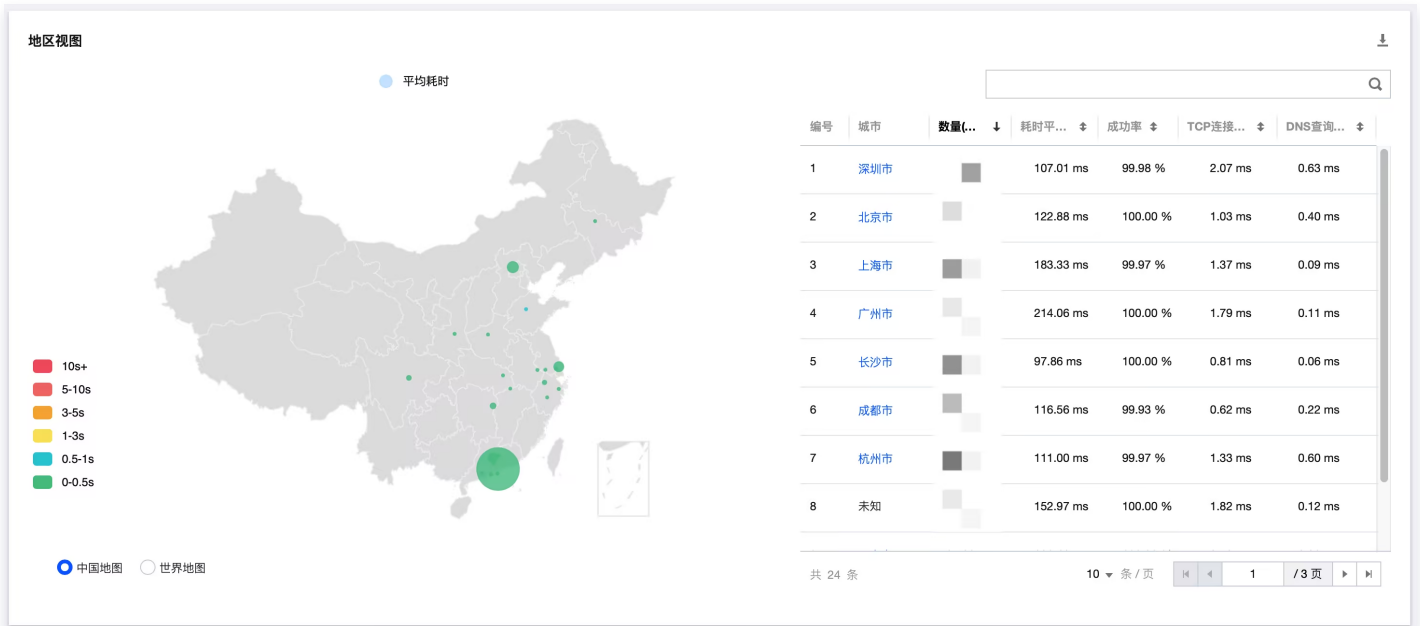 地区视图
平均耗时
10s+
5-10s
3-5s
1-3s
0.5-1s
0-0.5s
中国地图 世界地图
编号 城市 数量(... 耗时平... 成功率 TCP连接... DNS查询...
1 深圳市 107.01 ms 99.98 % 2.07 ms 0.63 ms
2 北京市 122.88 ms 100.00 % 1.03 ms 0.40 ms
3 上海市 183.33 ms 99.97 % 1.37 ms 0.09 ms
4 广州市 214.06 ms 100.00 % 1.79 ms 0.11 ms
5 长沙市 97.86 ms 100.00 % 0.81 ms 0.06 ms
6 成都市 116.56 ms 99.93 % 0.62 ms 0.22 ms
7 杭州市 111.00 ms 99.97 % 1.33 ms 0.60 ms
8 未知 152.97 ms 100.00 % 1.82 ms 0.12 ms
共 24 条 10 条 / 页 1 / 3 页